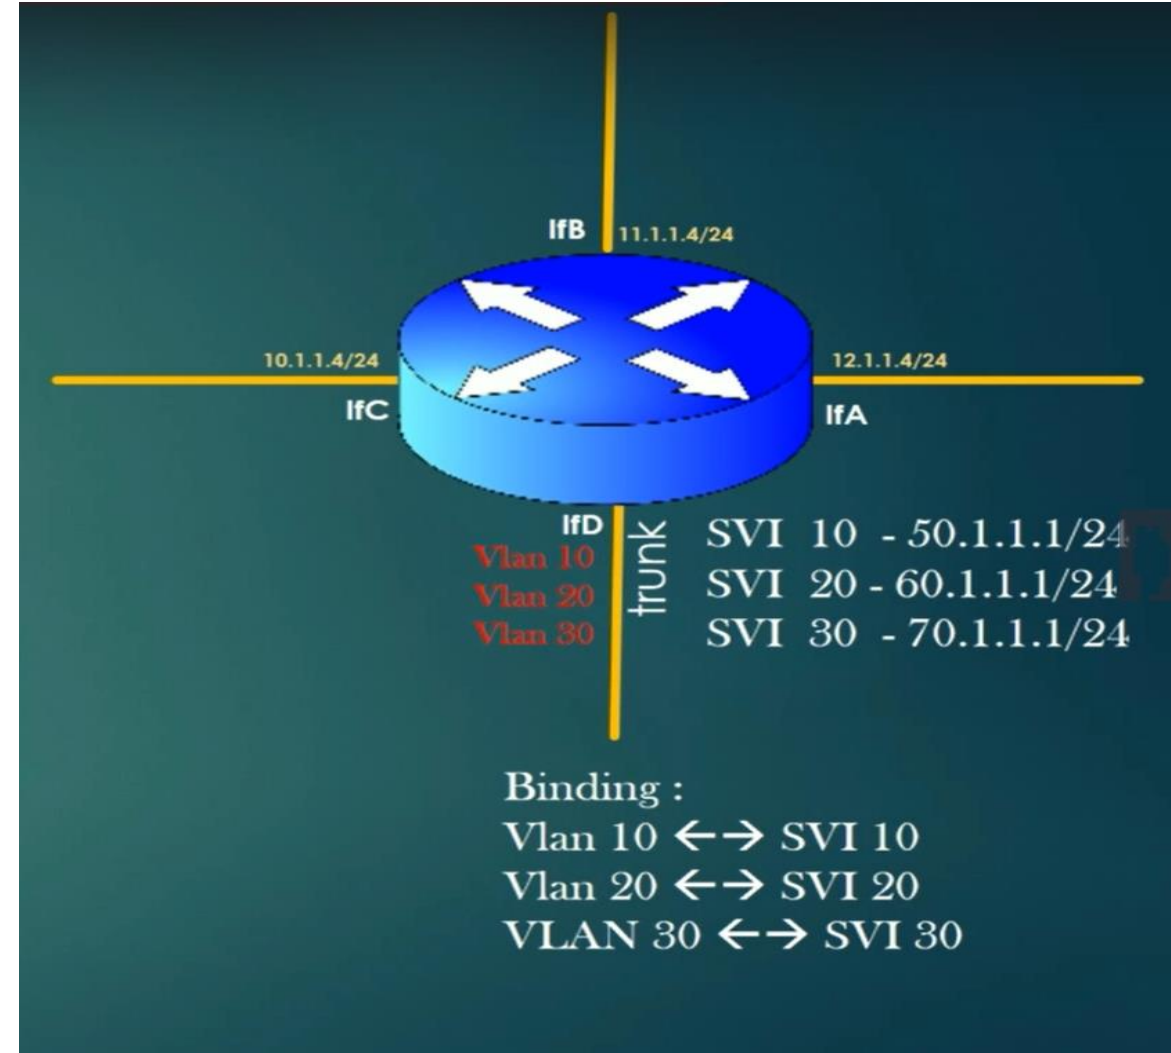 IfB
11.1.1.4/24
10.1.1.4/24
12.1.1.4/24
IfC
IfA
IfD
trunk
Vlan 10
Vlan 20
Vlan 30
SVI 10 - 50.1.1.1/24
SVI 20 - 60.1.1.1/24
SVI 30 - 70.1.1.1/24
Binding :
Vlan 10 ←→ SVI 10
Vlan 20 ←→ SVI 20
VLAN 30 ←→ SVI 30